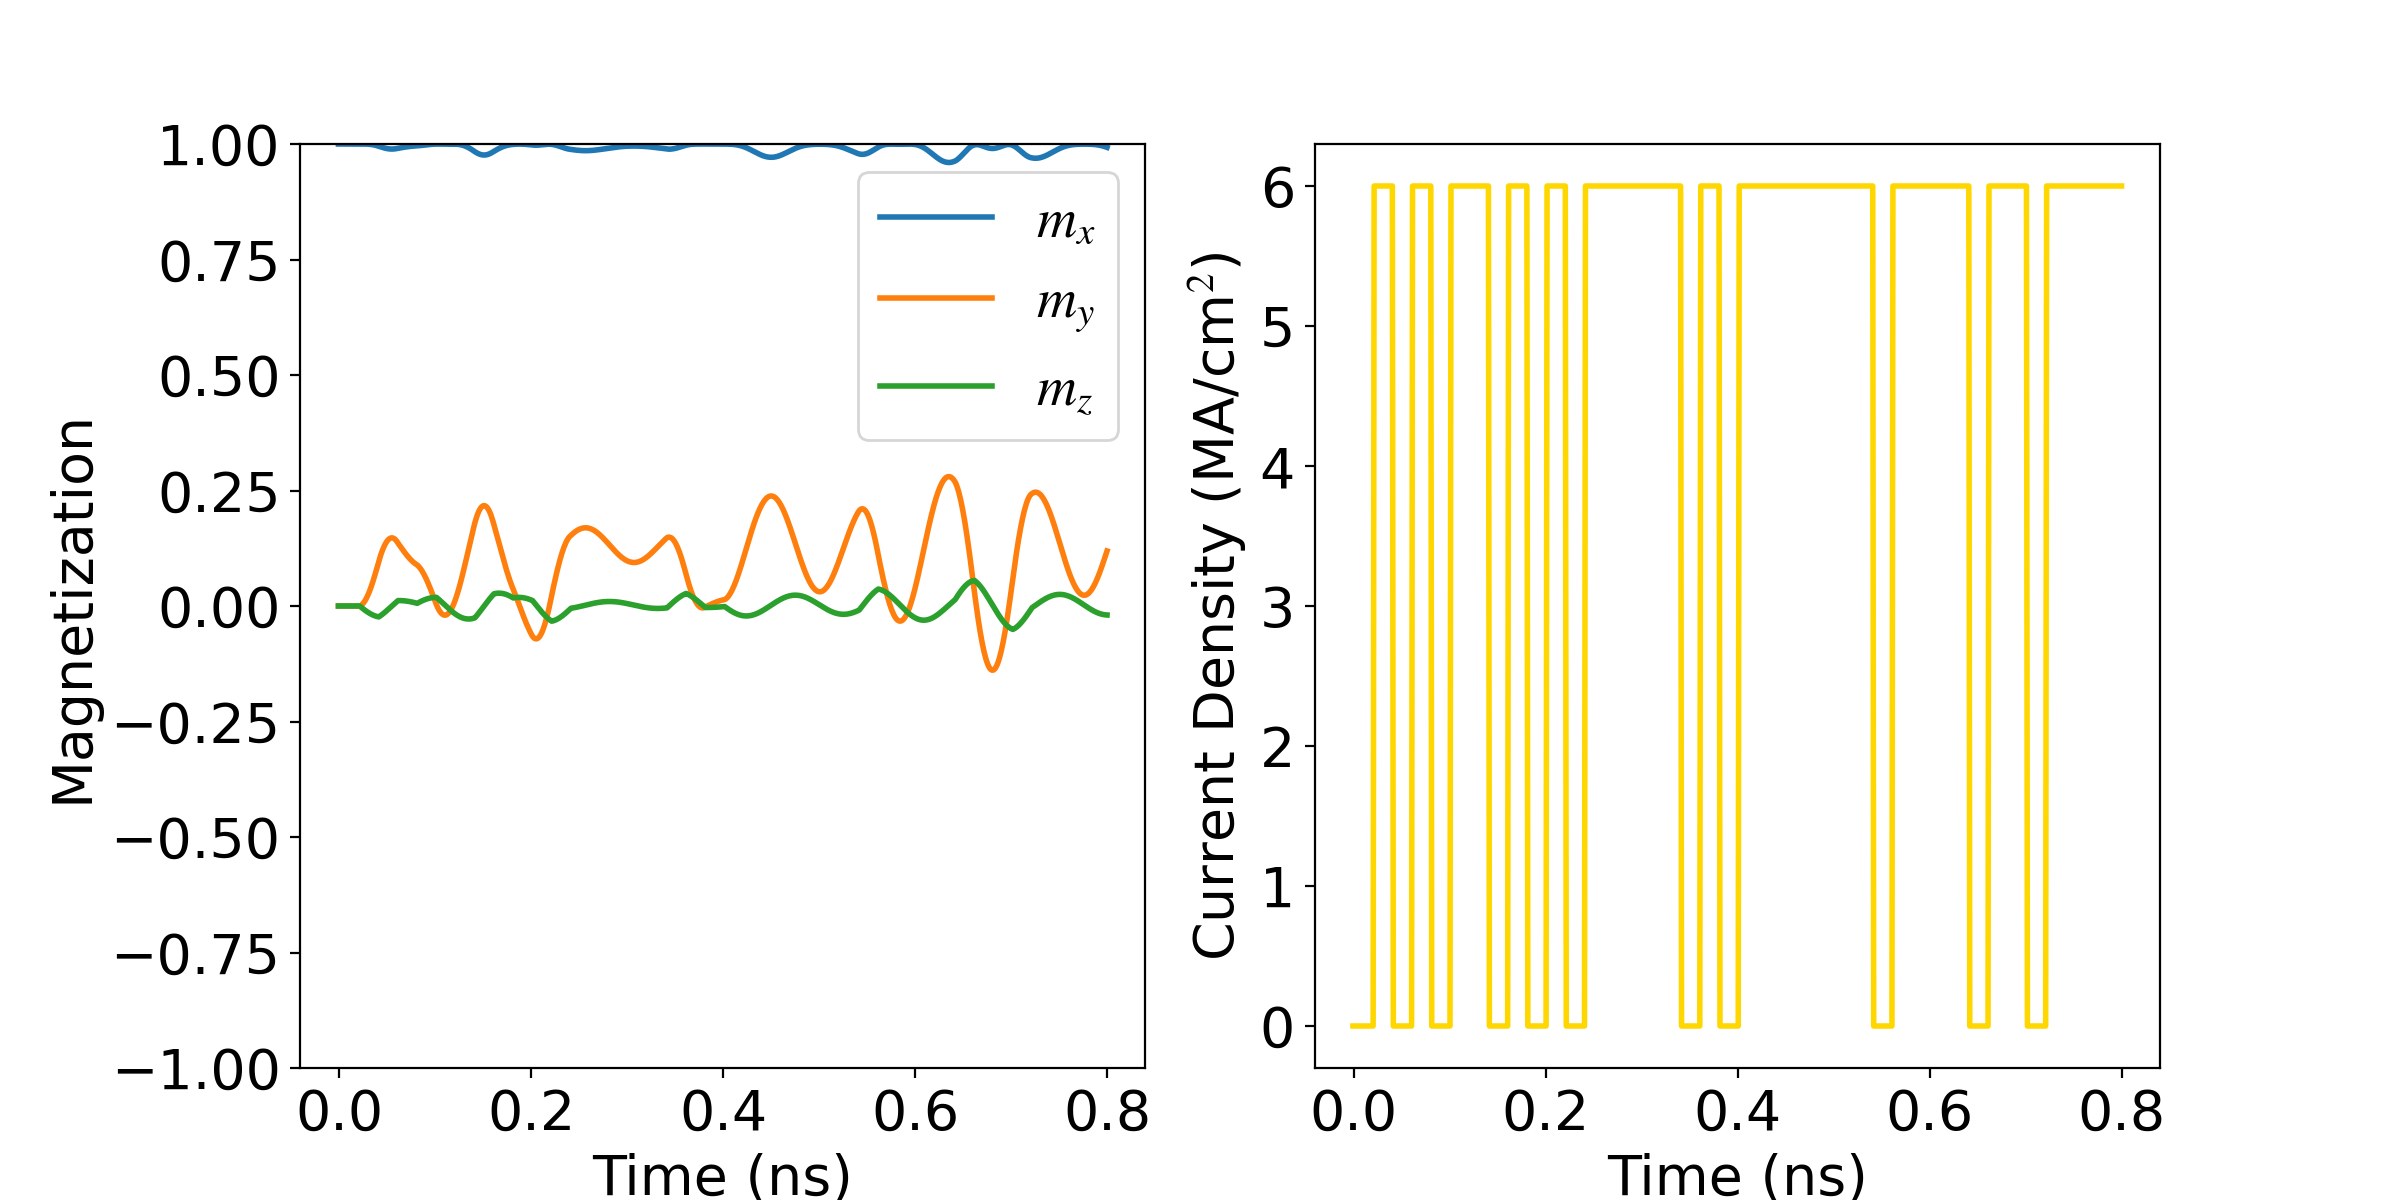 Magnetization
1.00
0.75
0.50
0.25
0.00
−0.25
−0.50
−0.75
−1.00
0.0 0.2 0.4 0.6 0.8
Time (ns)
m_x
m_y
m_z
Current Density (MA/cm²)
6
5
4
3
2
1
0
0.0 0.2 0.4 0.6 0.8
Time (ns)